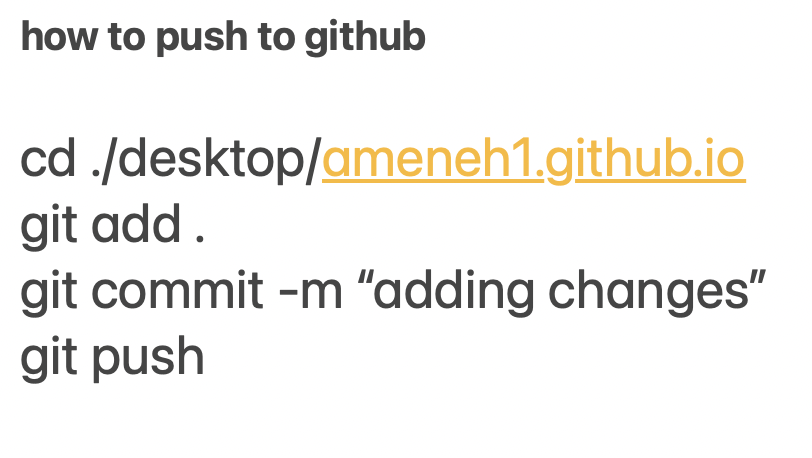 how to push to github
cd ./desktop/ameneh1.github.io
git add .
git commit -m “adding changes”
git push